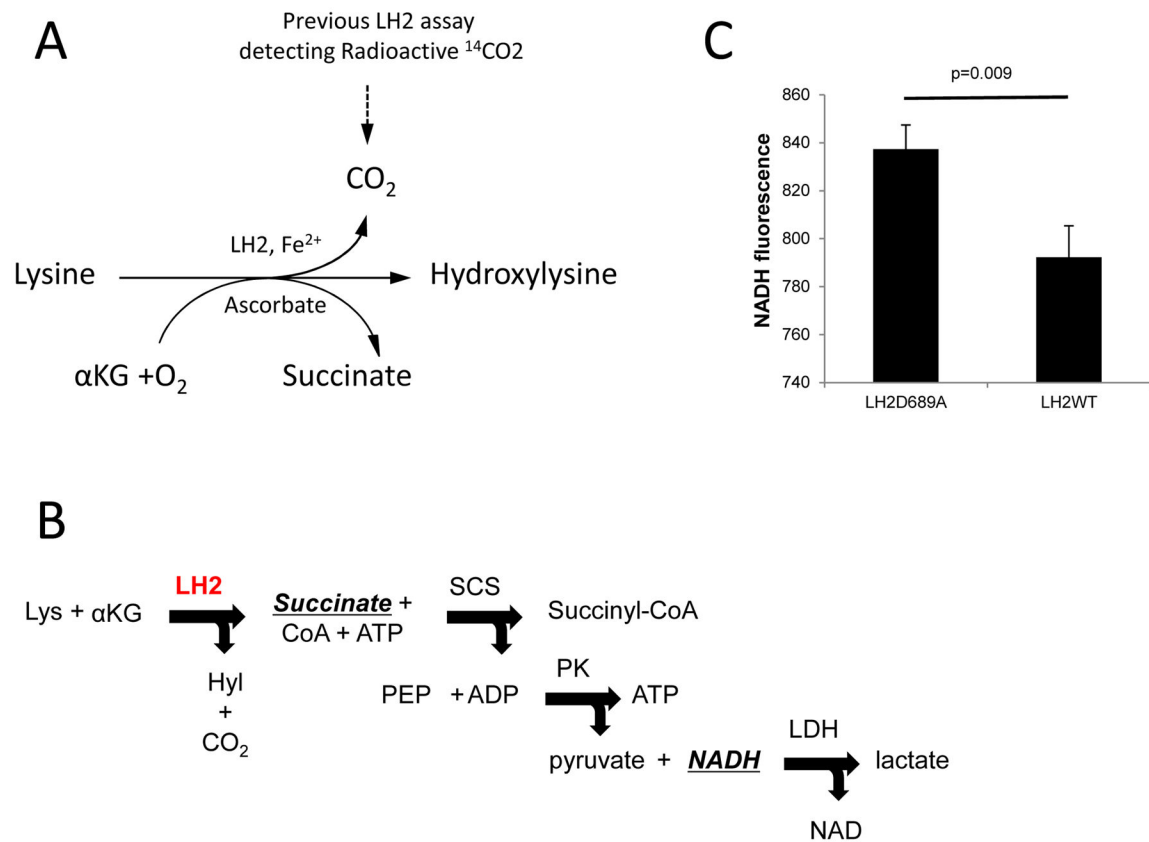 A
Previous LH2 assay
detecting Radioactive ¹⁴CO2
CO₂
LH2, Fe²⁺
Lysine
Hydroxylysine
Ascorbate
αKG +O₂
Succinate
C
p=0.009
NADH fluorescence
860
840
820
800
780
760
740
LH2D689A
LH2WT
B
LH2
SCS
Lys + αKG
Succinate +
CoA + ATP
Succinyl-CoA
Hyl
+
CO₂
PK
PEP + ADP
ATP
LDH
pyruvate + NADH
lactate
NAD